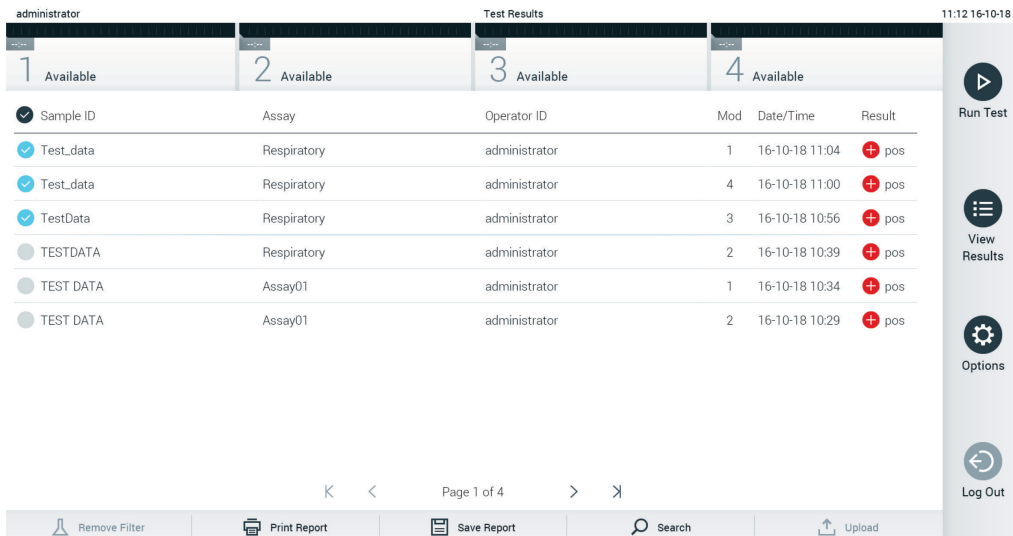 administrator Test Results 11:12 16-10-18
--:-- --:-- --:--
1 Available 2 Available 3 Available 4 Available
Run Test
Sample ID Assay Operator ID Mod Date/Time Result
Test_data Respiratory administrator 1 16-10-18 11:04 pos
Test_data Respiratory administrator 4 16-10-18 11:00 pos
TestData Respiratory administrator 3 16-10-18 10:56 pos
View
Results
TESTDATA Respiratory administrator 2 16-10-18 10:39 pos
TEST DATA Assay01 administrator 1 16-10-18 10:34 pos
TEST DATA Assay01 administrator 2 16-10-18 10:29 pos
Options
Page 1 of 4
Log Out
Remove Filter Print Report Save Report Search Upload